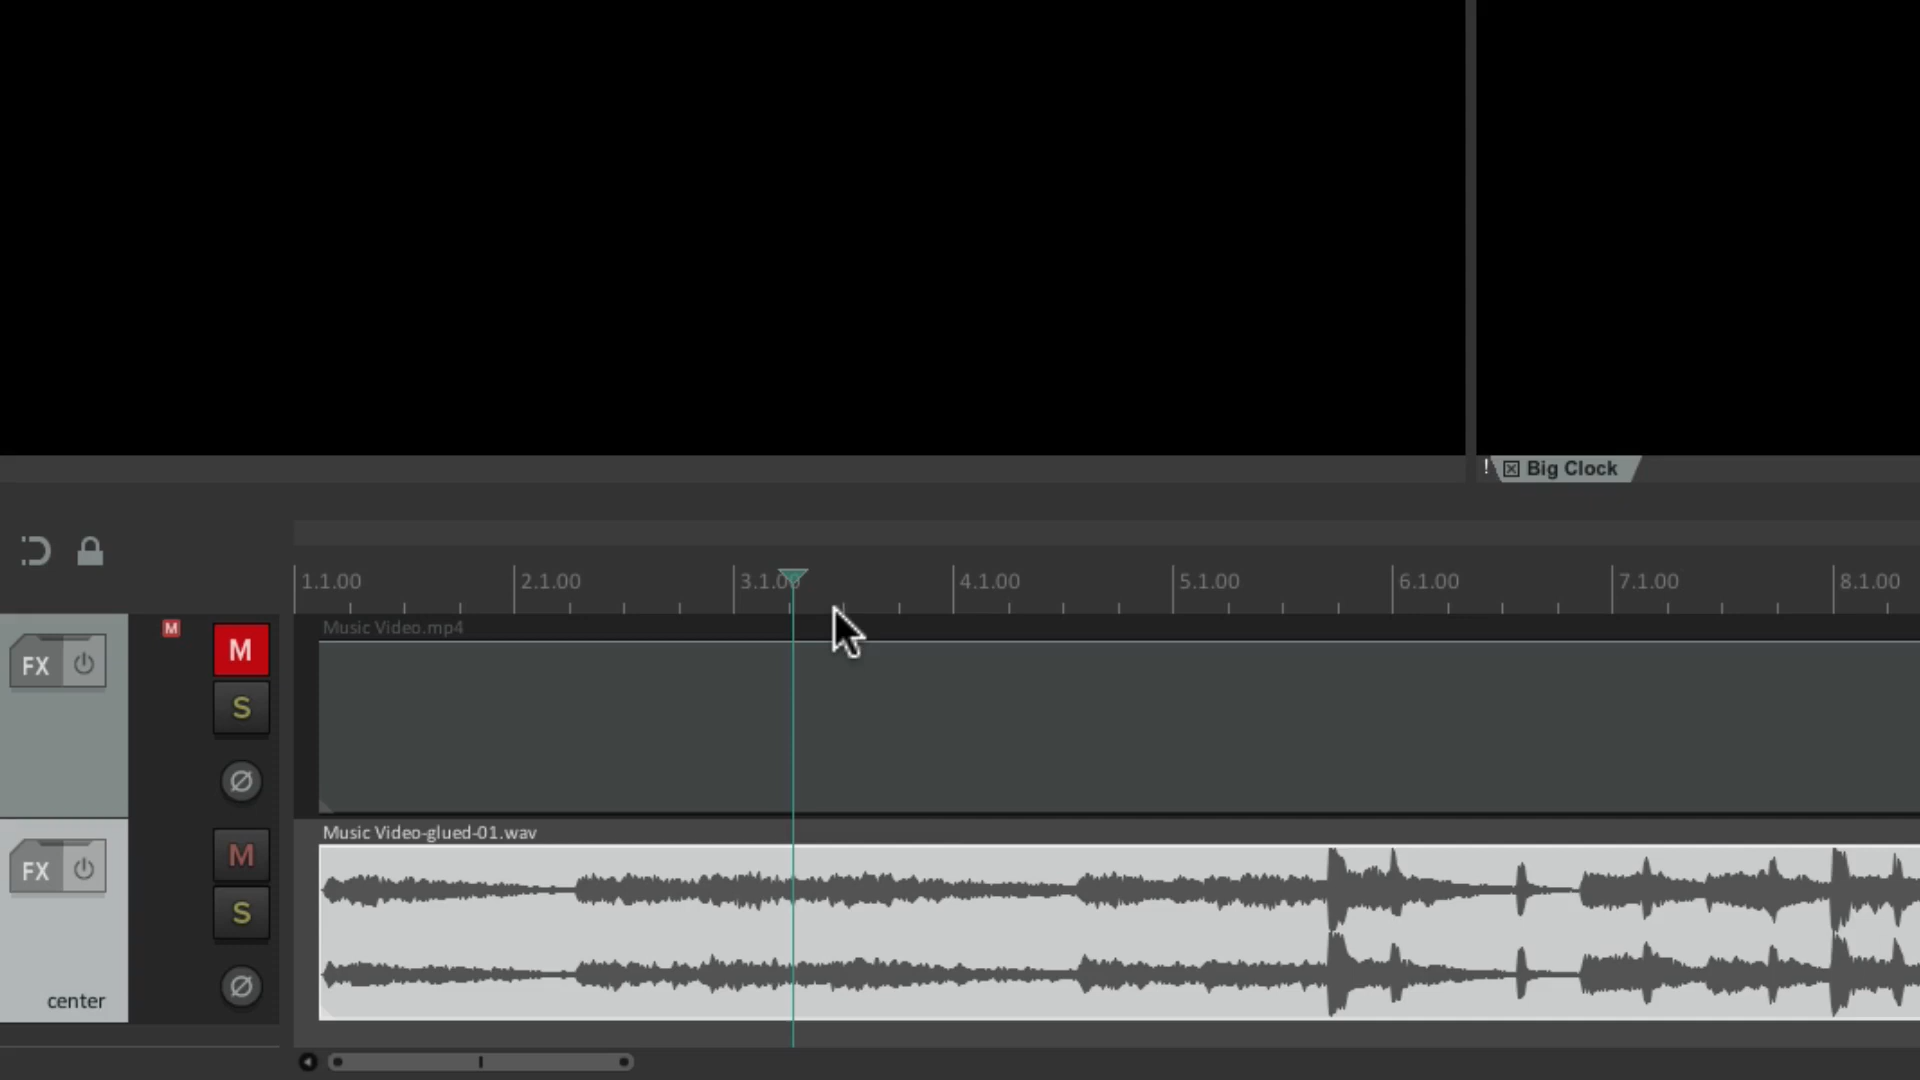 ! Big Clock
1.1.00 2.1.00 3.1.00 4.1.00 5.1.00 6.1.00 7.1.00 8.1.00
M M Music Video.mp4
FX
S
Music Video-glued-01.wav
M
FX
S
center